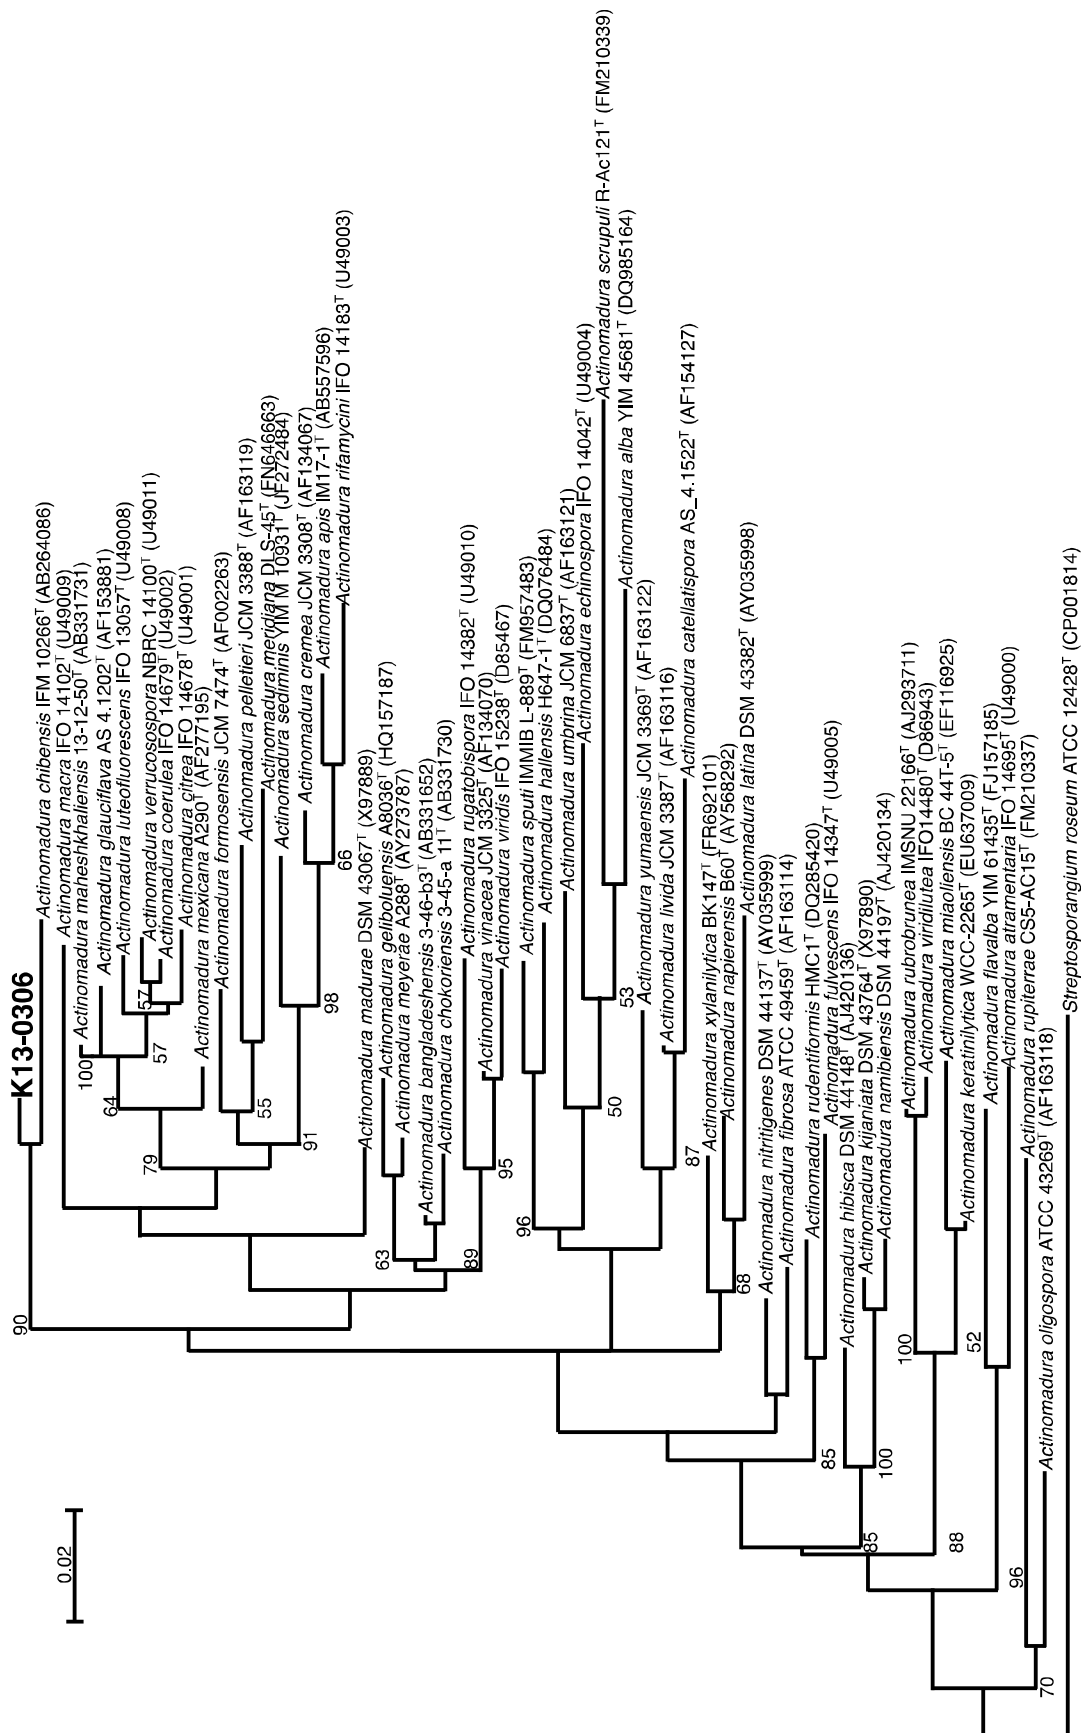 K13-0306
Actinomadura chibensis IFM 10266ᵀ (AB264086)
Actinomadura macra IFO 14102ᵀ (U49009)
Actinomadura maheshkhaliensis 13-12-50ᵀ (AB331731)
Actinomadura glauciflava AS 4.1202ᵀ (AF153881)
Actinomadura luteofluorescens IFO 13057ᵀ (U49008)
Actinomadura verrucosospora NBRC 14100ᵀ (U49011)
Actinomadura coerulea IFO 14679ᵀ (U49002)
Actinomadura citrea IFO 14678ᵀ (U49001)
Actinomadura mexicana A290ᵀ (AF277195)
Actinomadura formosensis JCM 7474ᵀ (AF002263)
Actinomadura pelletieri JCM 3388ᵀ (AF163119)
Actinomadura meridiana DLS-45ᵀ (FN646663)
Actinomadura sediminis YIM M 10931ᵀ (JF272484)
Actinomadura cremea JCM 3308ᵀ (AF134067)
Actinomadura apis IM17-1ᵀ (AB557596)
Actinomadura rifamycini IFO 14183ᵀ (U49003)
Actinomadura madurae DSM 43067ᵀ (X97889)
Actinomadura geliboluensis A8036ᵀ (HQ157187)
Actinomadura meyerae A288ᵀ (AY273787)
Actinomadura bangladeshensis 3-46-b3ᵀ (AB331652)
Actinomadura chokoriensis 3-45-a 11ᵀ (AB331730)
Actinomadura rugatobispora IFO 14382ᵀ (U49010)
Actinomadura vinacea JCM 3325ᵀ (AF134070)
Actinomadura viridis IFO 15238ᵀ (D85467)
Actinomadura sputi IMMIB L-889ᵀ (FM957483)
Actinomadura hallensis H647-1ᵀ (DQ076484)
Actinomadura umbrina JCM 6837ᵀ (AF163121)
Actinomadura echinospora IFO 14042ᵀ (U49004)
Actinomadura scrupuli R-Ac121ᵀ (FM210339)
Actinomadura alba YIM 45681ᵀ (DQ985164)
Actinomadura yumaensis JCM 3369ᵀ (AF163122)
Actinomadura livida JCM 3387ᵀ (AF163116)
Actinomadura catellatispora AS_4.1522ᵀ (AF154127)
Actinomadura xylanilytica BK147ᵀ (FR692101)
Actinomadura napierensis B60ᵀ (AY568292)
Actinomadura latina DSM 43382ᵀ (AY035998)
Actinomadura nitritigenes DSM 44137ᵀ (AY035999)
Actinomadura fibrosa ATCC 49459ᵀ (AF163114)
Actinomadura rudentiformis HMC1ᵀ (DQ285420)
Actinomadura fulvescens IFO 14347ᵀ (U49005)
Actinomadura hibisca DSM 44148ᵀ (AJ420136)
Actinomadura kijaniata DSM 43764ᵀ (X97890)
Actinomadura namibiensis DSM 44197ᵀ (AJ420134)
Actinomadura rubrobrunea IMSNU 22166ᵀ (AJ293711)
Actinomadura viridilutea IFO14480ᵀ (D86943)
Actinomadura miaoliensis BC 44T-5ᵀ (EF116925)
Actinomadura keratinilytica WCC-2265ᵀ (EU637009)
Actinomadura flavalba YIM 61435ᵀ (FJ157185)
Actinomadura atramentaria IFO 14695ᵀ (U49000)
Actinomadura rupiterrae CS5-AC15ᵀ (FM210337)
Actinomadura oligospora ATCC 43269ᵀ (AF163118)
Streptosporangium roseum ATCC 12428ᵀ (CP001814)
90
100
64
57
57
79
55
91
98
66
63
89
95
96
50
53
87
68
85
100
85
100
88
52
96
70
0.02